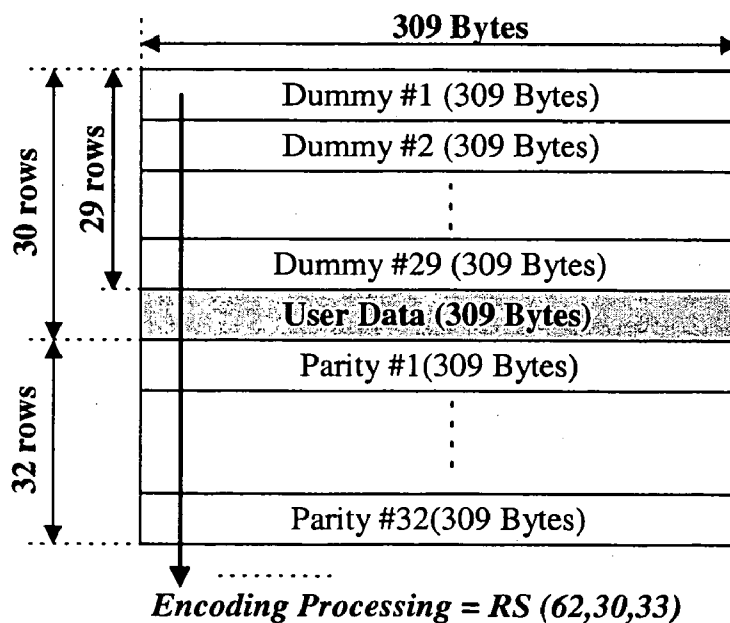 309 Bytes
Dummy #1 (309 Bytes)
Dummy #2 (309 Bytes)
30 rows
29 rows
Dummy #29 (309 Bytes)
User Data (309 Bytes)
Parity #1(309 Bytes)
32 rows
Parity #32(309 Bytes)
Encoding Processing = RS (62,30,33)